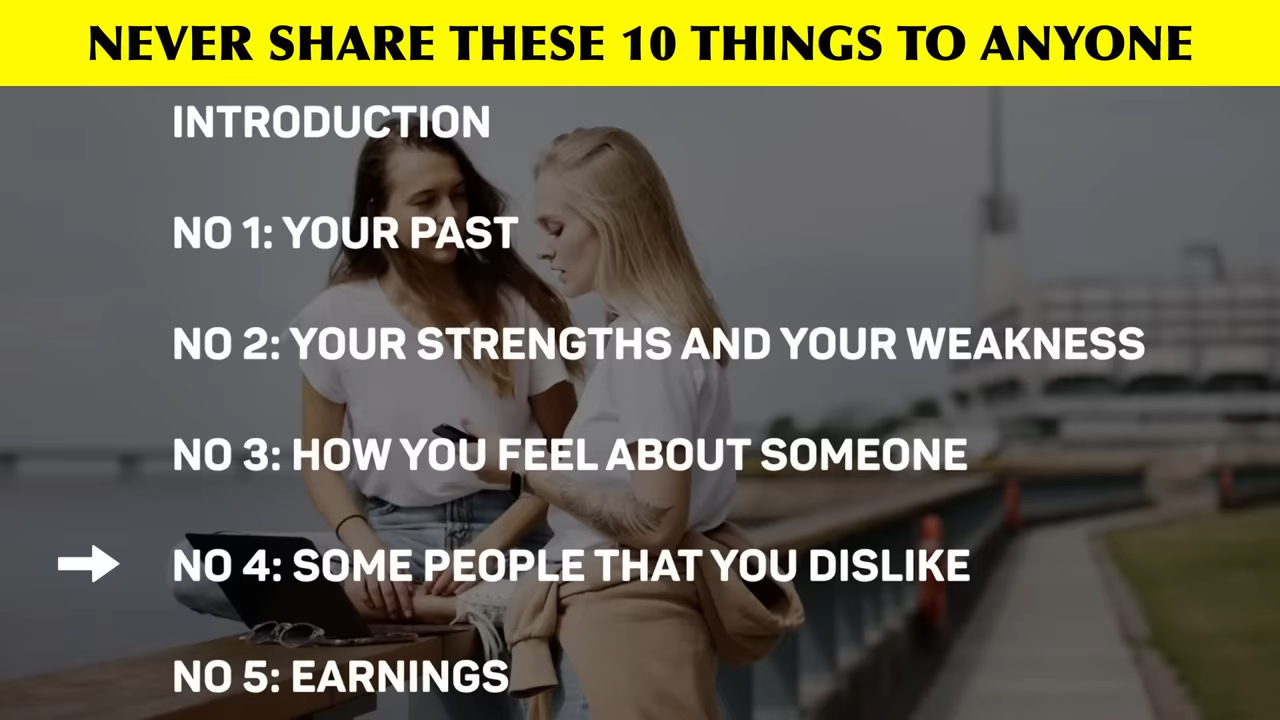 NEVER SHARE THESE 10 THINGS TO ANYONE
INTRODUCTION
NO 1: YOUR PAST
NO 2: YOUR STRENGTHS AND YOUR WEAKNESS
NO 3: HOW YOU FEEL ABOUT SOMEONE
NO 4: SOME PEOPLE THAT YOU DISLIKE
NO 5: EARNINGS